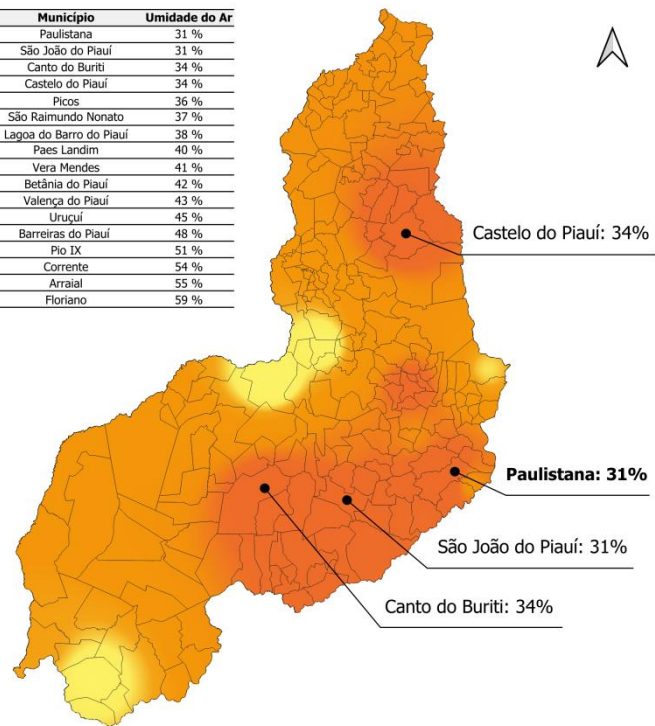 Município Umidade do Ar
Paulistana 31 %
São João do Piauí 31 %
Canto do Buriti 34 %
Castelo do Piauí 34 %
Picos 36 %
São Raimundo Nonato 37 %
Lagoa do Barro do Piauí 38 %
Paes Landim 40 %
Vera Mendes 41 %
Betânia do Piauí 42 %
Valença do Piauí 43 %
Uruçuí 45 %
Barreiras do Piauí 48 %
Pio IX 51 %
Corrente 54 %
Arraial 55 %
Floriano 59 %
Castelo do Piauí: 34%
Paulistana: 31%
São João do Piauí: 31%
Canto do Buriti: 34%